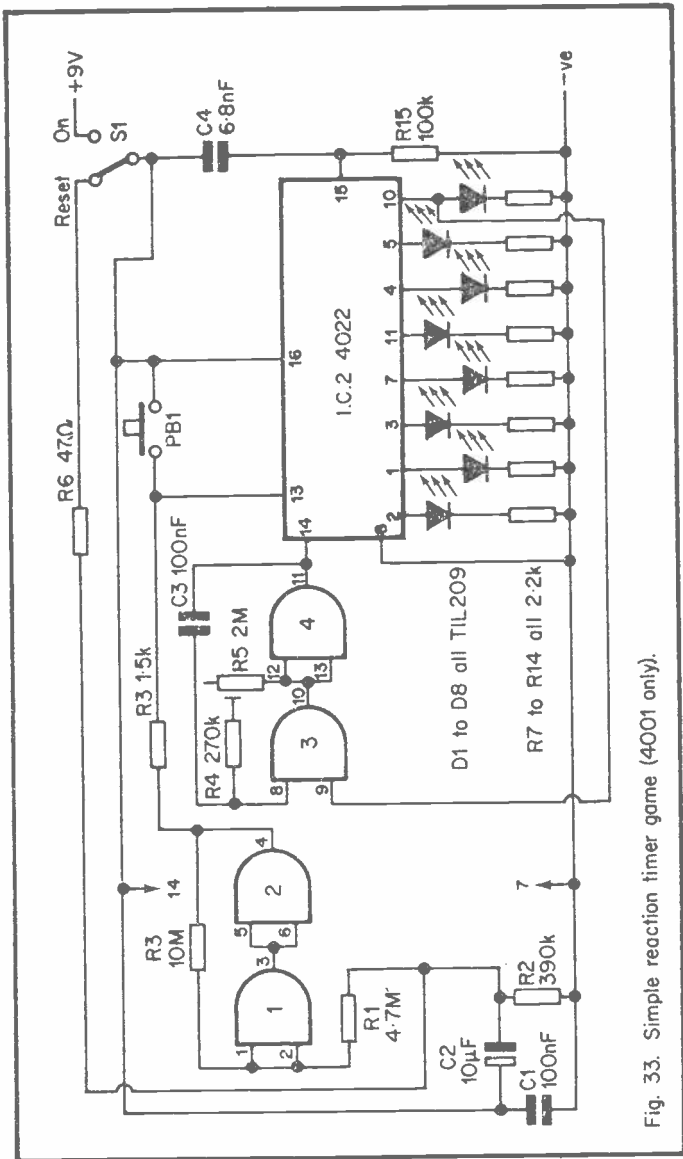 Reset
On
+9V
S1
R6 47Ω
C4
6·8nF
PB1
R3 1·5k
C3 100nF
R15
100k
-ve
16
15
13
14
I.C.2 4022
8
2
1
3
7
11
4
5
10
14
R3
10M
4
2
5
6
3
1
1
2
R1
4·7M
R4 270k
R5 2M
11
4
12
13
10
3
8
9
C2
10µF
R2
390k
C1
100nF
7
D1 to D8 all TIL209
R7 to R14 all 2·2k
Fig. 33. Simple reaction timer game (4001 only).